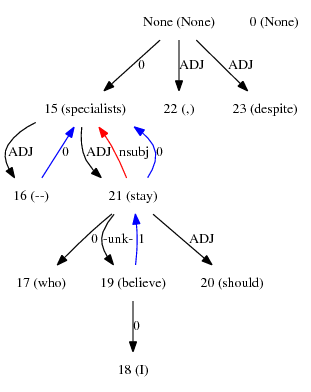 None (None) 0 (None)
0 ADJ ADJ
15 (specialists) 22 (,) 23 (despite)
ADJ 0 ADJ nsubj 0
16 (--) 21 (stay)
0 -unk- 1 ADJ
17 (who) 19 (believe) 20 (should)
0
18 (I)